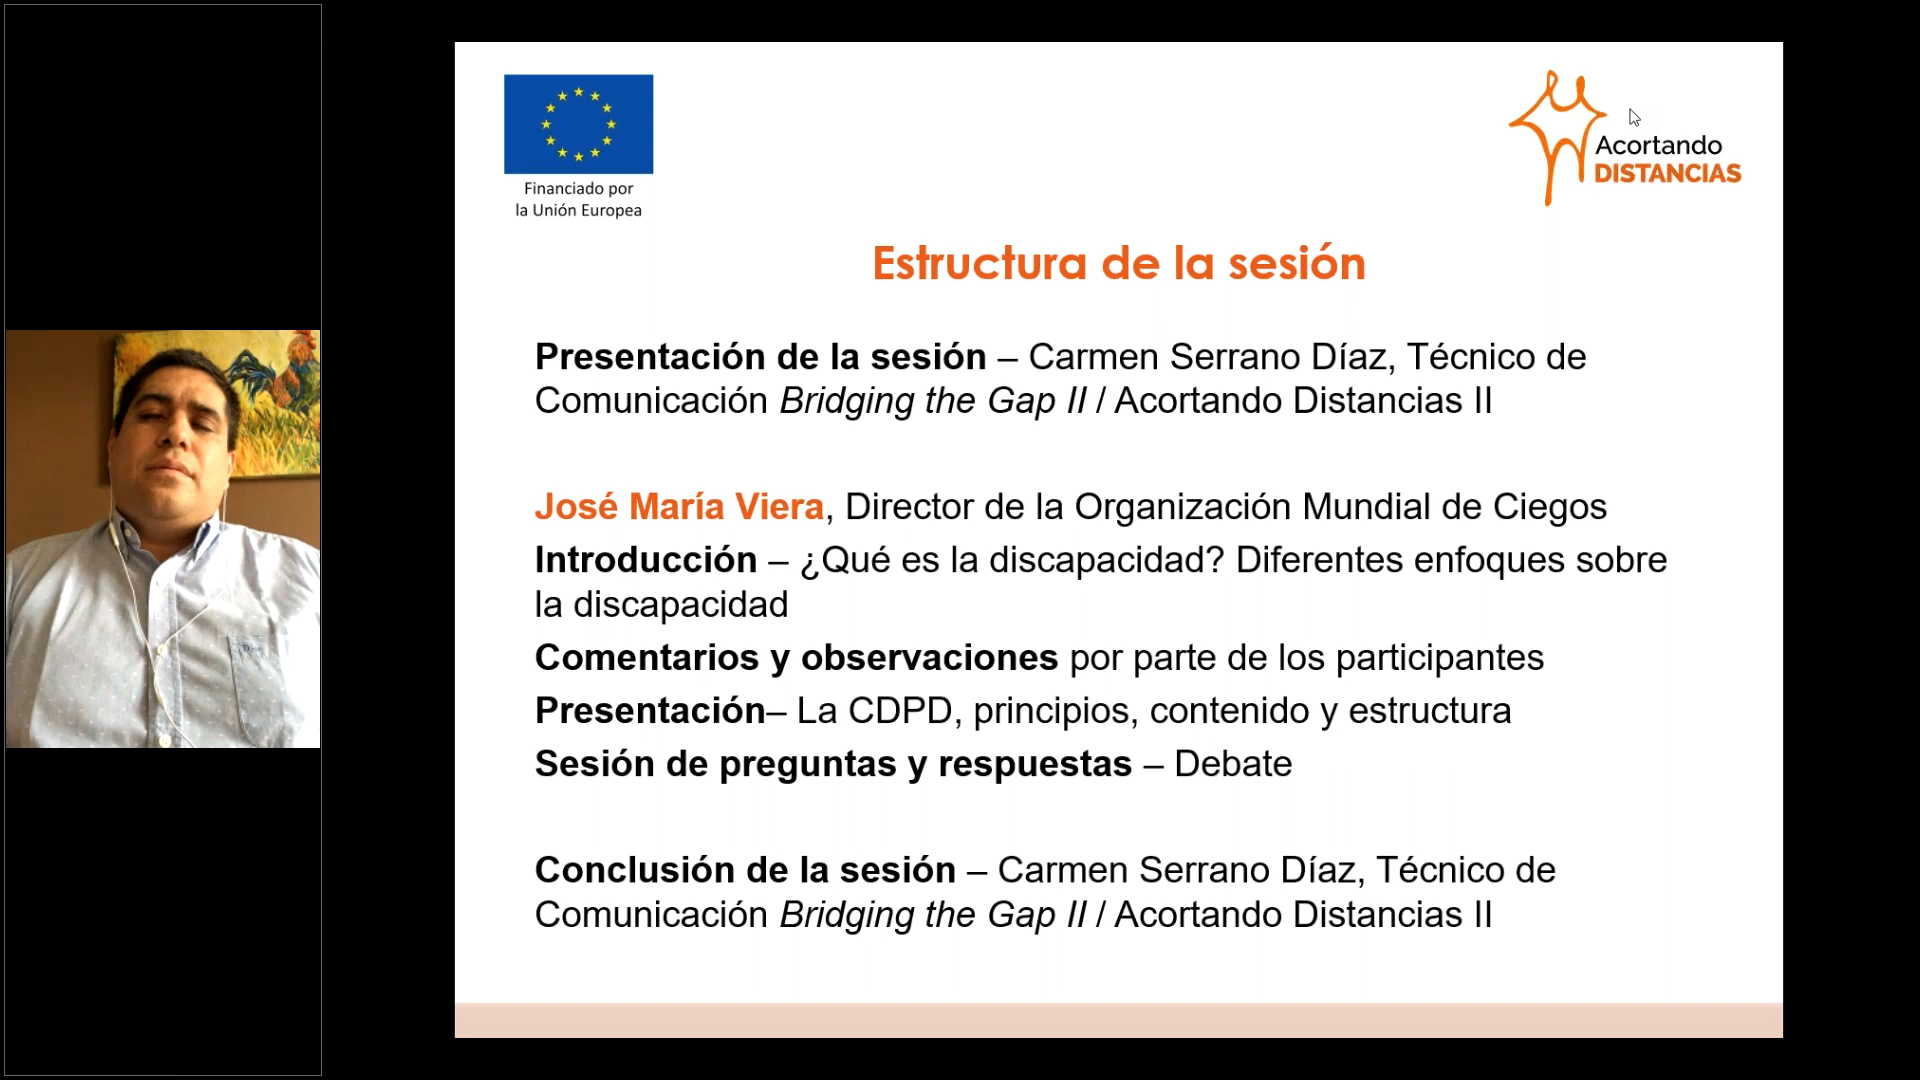 Financiado por
la Unión Europea
Acortando
DISTANCIAS
Estructura de la sesión
Presentación de la sesión – Carmen Serrano Díaz, Técnico de
Comunicación Bridging the Gap II / Acortando Distancias II
José María Viera, Director de la Organización Mundial de Ciegos
Introducción – ¿Qué es la discapacidad? Diferentes enfoques sobre
la discapacidad
Comentarios y observaciones por parte de los participantes
Presentación– La CDPD, principios, contenido y estructura
Sesión de preguntas y respuestas – Debate
Conclusión de la sesión – Carmen Serrano Díaz, Técnico de
Comunicación Bridging the Gap II / Acortando Distancias II